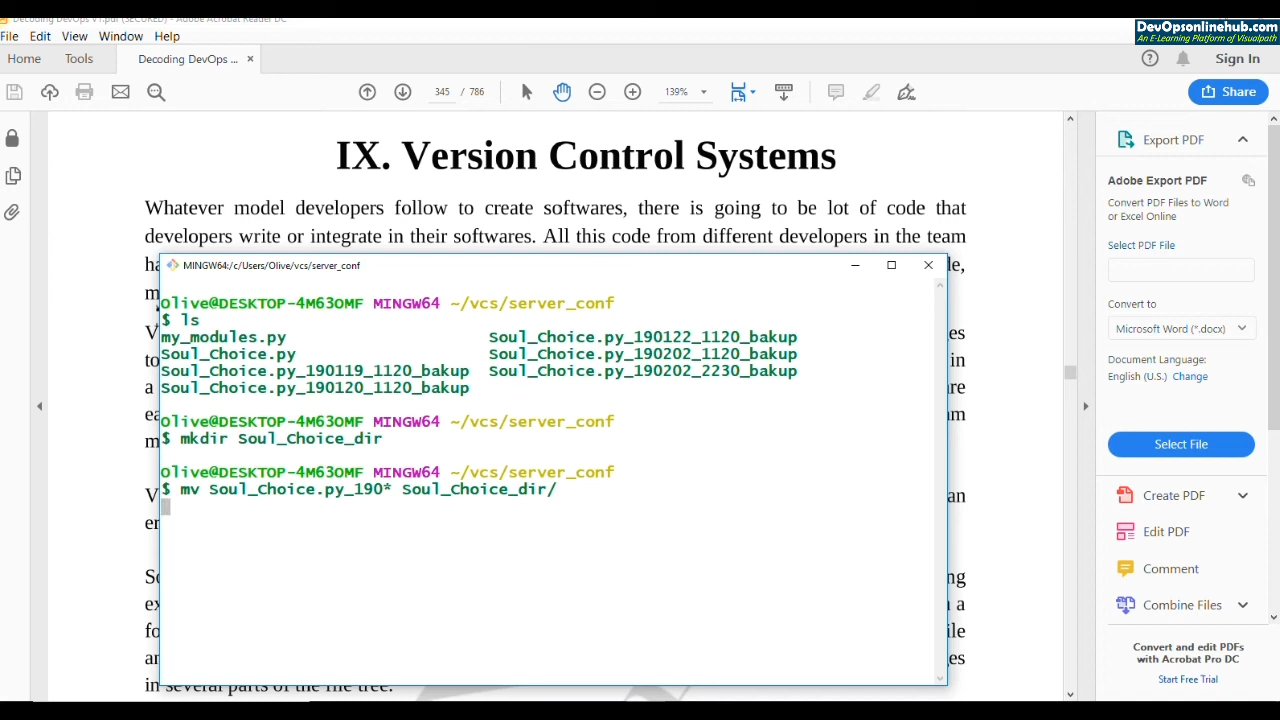 Decoding DevOps V1.pdf (SECURED) - Adobe Acrobat Reader DC
DevOpsonlinehub.com
An E-Learning Platform of Visualpath
File Edit View Window Help
Home Tools Decoding DevOps ... ×
Sign In
345 / 786 139%
Share
IX. Version Control Systems
Whatever model developers follow to create softwares, there is going to be lot of code that
developers write or integrate in their softwares. All this code from different developers in the team
MINGW64:/c/Users/Olive/vcs/server_conf
Olive@DESKTOP-4M63OMF MINGW64 ~/vcs/server_conf
$ ls
my_modules.py Soul_Choice.py_190122_1120_bakup
Soul_Choice.py Soul_Choice.py_190202_1120_bakup
Soul_Choice.py_190119_1120_bakup Soul_Choice.py_190202_2230_bakup
Soul_Choice.py_190120_1120_bakup
Olive@DESKTOP-4M63OMF MINGW64 ~/vcs/server_conf
$ mkdir Soul_Choice_dir
Olive@DESKTOP-4M63OMF MINGW64 ~/vcs/server_conf
$ mv Soul_Choice.py_190* Soul_Choice_dir/
in several parts of the file tree.
Export PDF
Adobe Export PDF
Convert PDF Files to Word
or Excel Online
Select PDF File
Convert to
Microsoft Word (*.docx)
Document Language:
English (U.S.) Change
Select File
Create PDF
Edit PDF
Comment
Combine Files
Convert and edit PDFs
with Acrobat Pro DC
Start Free Trial